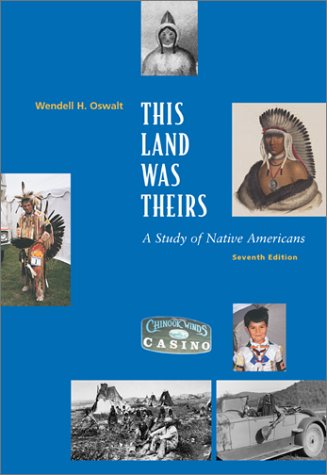 Wendell H. Oswalt
THIS
LAND
WAS
THEIRS
A Study of Native Americans
Seventh Edition
CHINOOK WINDS
CASINO